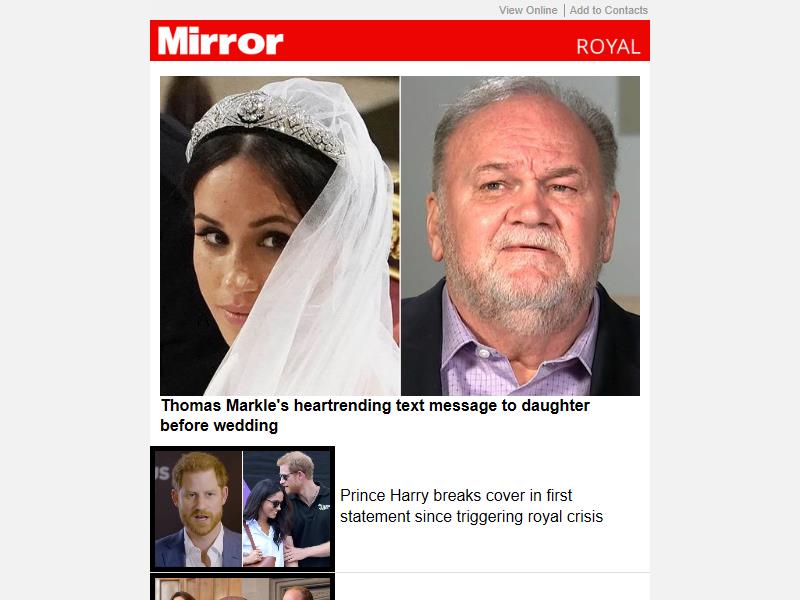 View Online | Add to Contacts
Mirror ROYAL
Thomas Markle's heartrending text message to daughter
before wedding
US
Prince Harry breaks cover in first
statement since triggering royal crisis